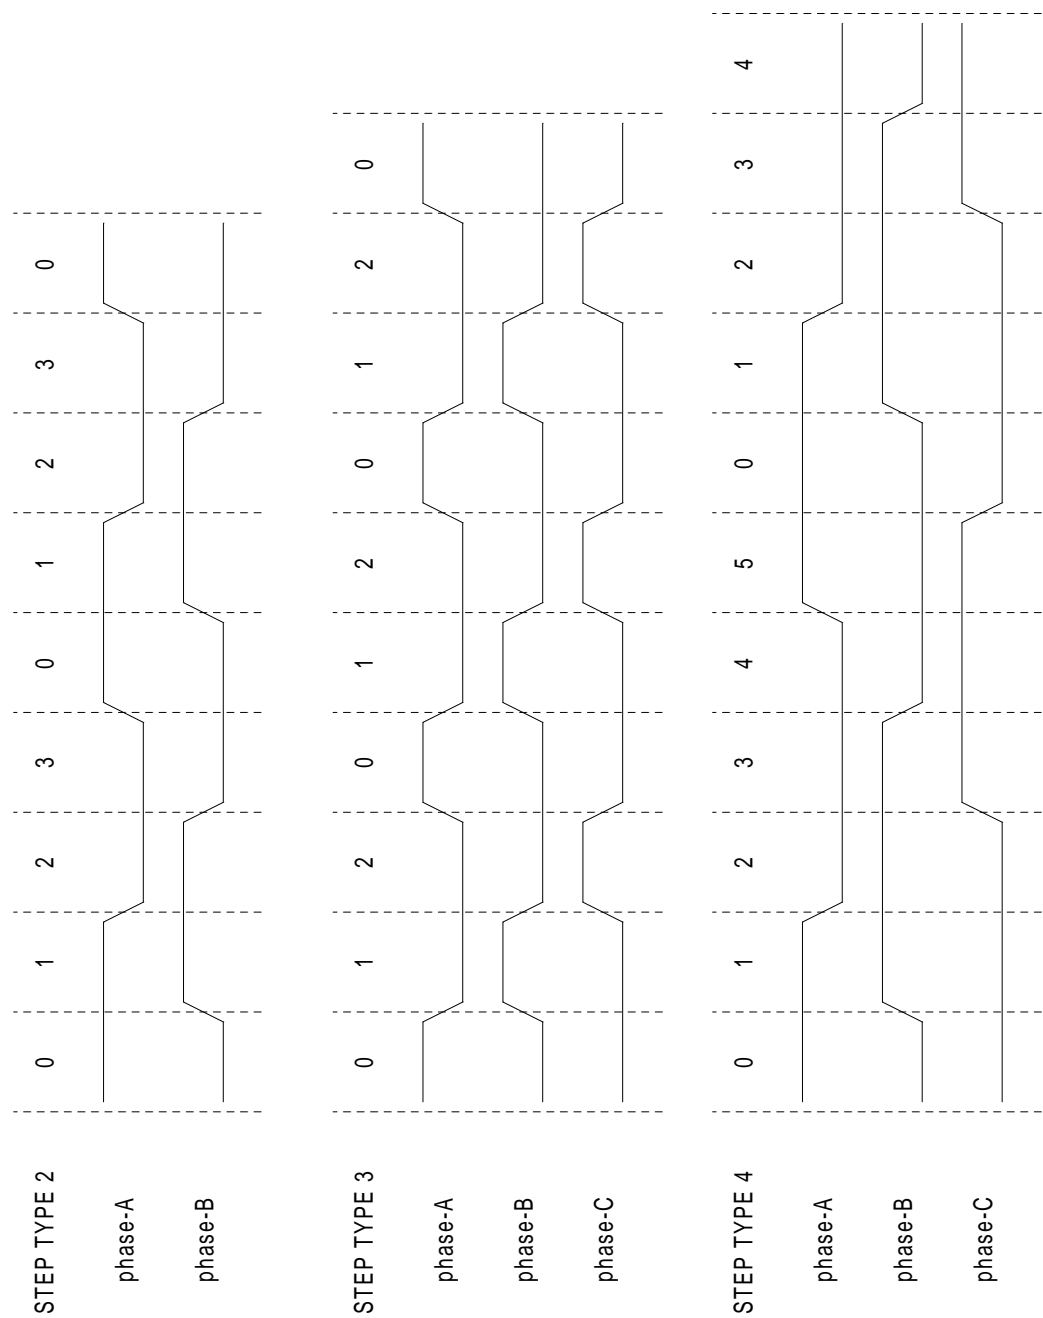 STEP TYPE 2 0 1 2 3 0 1 2 3 0
phase-A
phase-B
STEP TYPE 3 0 1 2 0 1 2 0 1 2 0
phase-A
phase-B
phase-C
STEP TYPE 4 0 1 2 3 4 5 0 1 2 3 4
phase-A
phase-B
phase-C